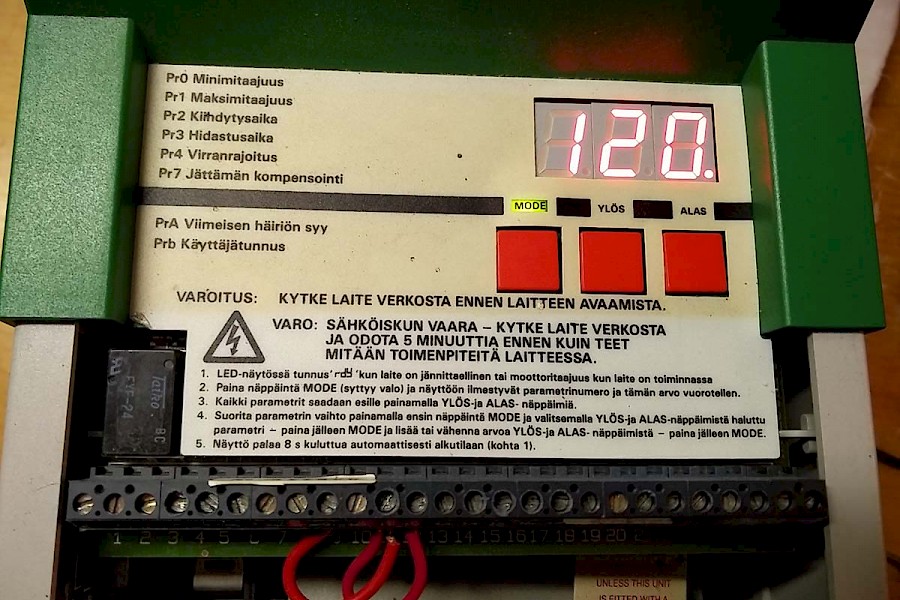 Pr0 Minimitaajuus
Pr1 Maksimitaajuus
Pr2 Kiihdytysaika
Pr3 Hidastusaika
Pr4 Virranrajoitus
Pr7 Jättämän kompensointi
120.
MODE YLÖS ALAS
PrA Viimeisen häiriön syy
Prb Käyttäjätunnus
VAROITUS: KYTKE LAITE VERKOSTA ENNEN LAITTEEN AVAAMISTA.
VARO: SÄHKÖISKUN VAARA – KYTKE LAITE VERKOSTA
JA ODOTA 5 MINUUTTIA ENNEN KUIN TEET
MITÄÄN TOIMENPITEITÄ LAITTEESSA.
1. LED-näytössä tunnus' rdy 'kun laite on jännittaellinen tai moottoritaajuus kun laite on toiminnassa
2. Paina näppäintä MODE (syttyy valo) ja näyttöön ilmestyvät parametrinumero ja tämän arvo vuorotellen.
3. Kaikki parametrit saadaan esille painamalla YLÖS-ja ALAS- näppäimiä.
4. Suorita parametrin vaihto painamalla ensin näppäintä MODE ja valitsemalla YLÖS-ja ALAS-näppäimistä haluttu
parametri – paina jälleen MODE ja lisää tai vähenna arvoa YLÖS-ja ALAS- näppäimistä – paina jälleen MODE.
5. Näyttö palaa 8 s kuluttua automaattisesti alkutilaan (kohta 1).
1 2 3 4 5 6 7 10 13 14 15 16 17 18 19 20
UNLESS THIS UNIT
IS FITTED WITH A